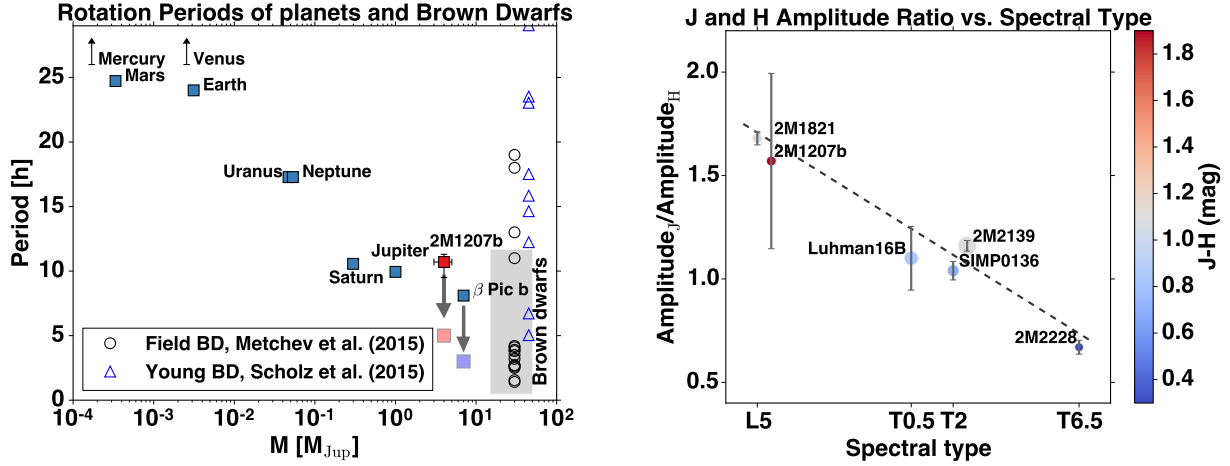 Rotation Periods of planets and Brown Dwarfs
Period [h]
25
20
15
10
5
0
Mercury
Venus
Mars
Earth
Uranus
Neptune
2M1207b
Jupiter
Saturn
β Pic b
Brown dwarfs
Field BD, Metchev et al. (2015)
Young BD, Scholz et al. (2015)
10^-4
10^-3
10^-2
10^-1
10^0
10^1
10^2
M [M_Jup]
J and H Amplitude Ratio vs. Spectral Type
Amplitude_J/Amplitude_H
2.0
1.5
1.0
0.5
2M1821
2M1207b
Luhman16B
2M2139
SIMP0136
2M2228
L5
T0.5
T2
T6.5
Spectral type
1.8
1.6
1.4
1.2
1.0
0.8
0.6
0.4
J-H (mag)